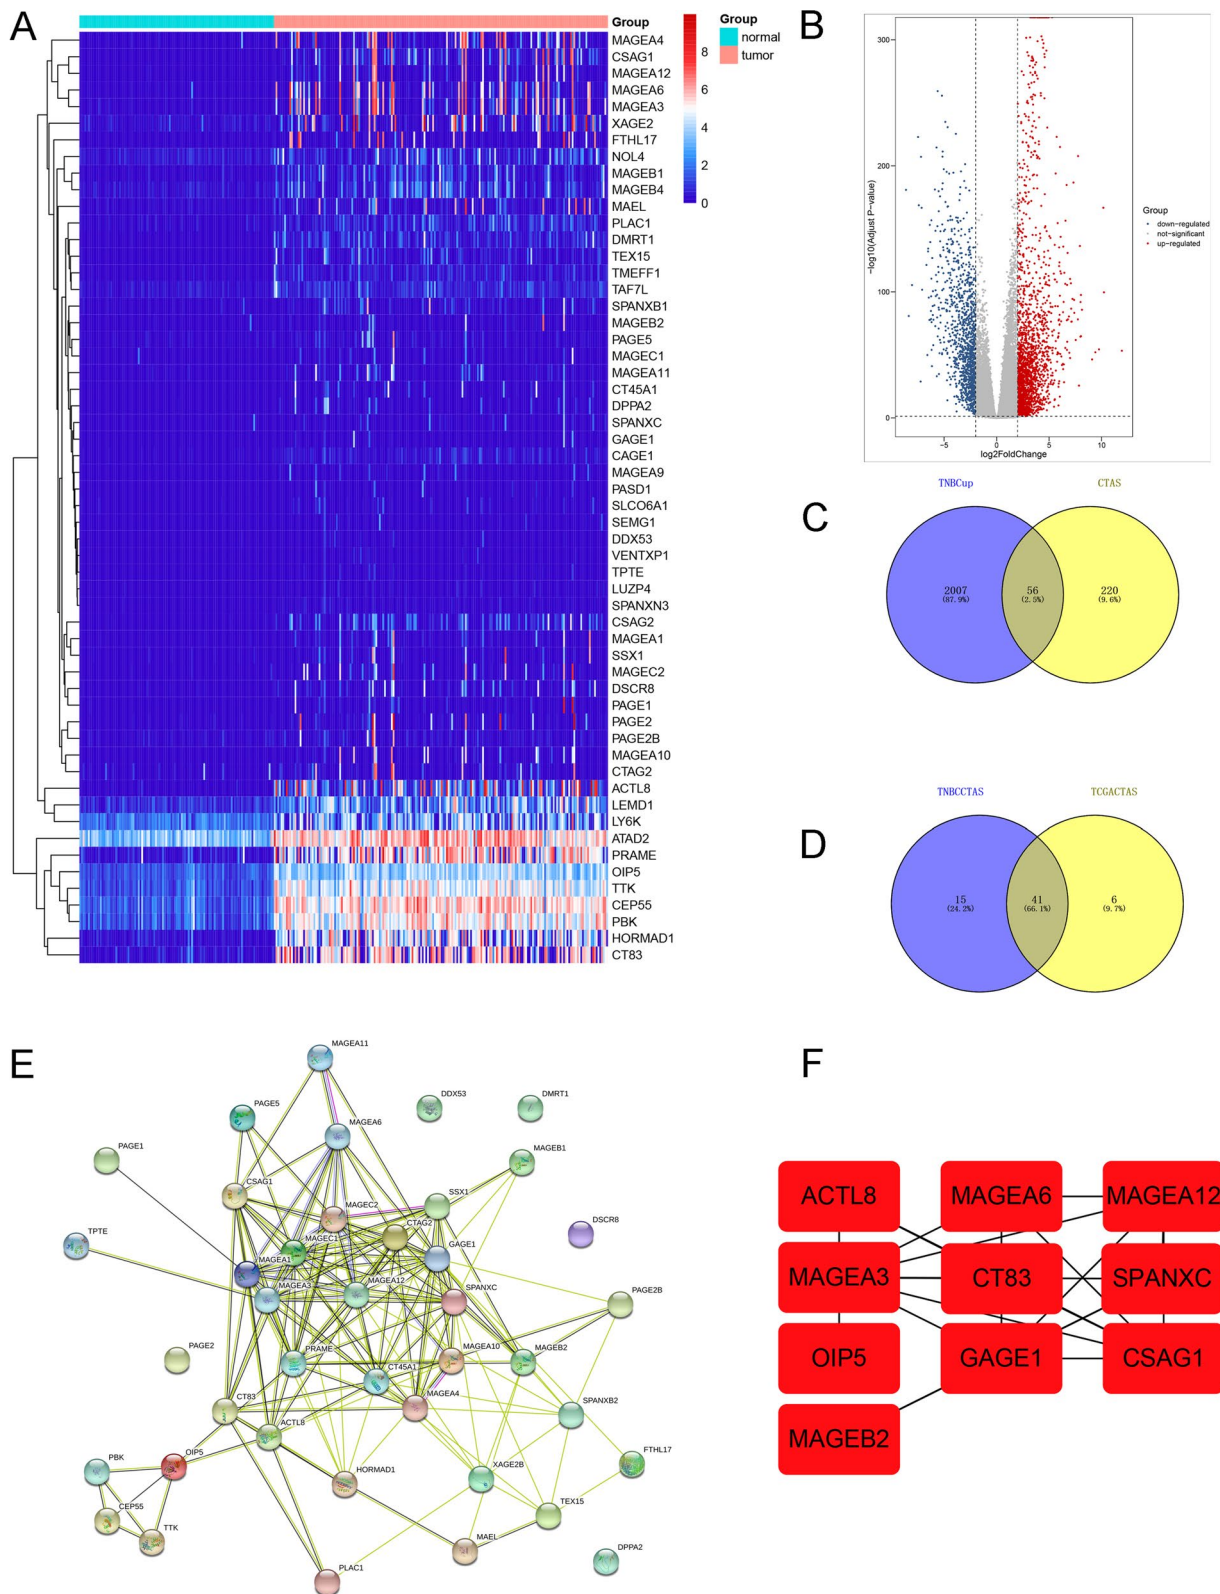 A
Group
MAGEA4
CSAG1
MAGEA12
MAGEA6
MAGEA3
XAGE2
FTHL17
NOL4
MAGEB1
MAGEB4
MAEL
PLAC1
DMRT1
TEX15
TMEFF1
TAF7L
SPANXB1
MAGEB2
PAGE5
MAGEC1
MAGEA11
CT45A1
DPPA2
SPANXC
GAGE1
CAGE1
MAGEA9
PASD1
SLCO6A1
SEMG1
DDX53
VENTXP1
TPTE
LUZP4
SPANXN3
CSAG2
MAGEA1
SSX1
MAGEC2
DSCR8
PAGE1
PAGE2
PAGE2B
MAGEA10
CTAG2
ACTL8
LEMD1
LY6K
ATAD2
PRAME
OIP5
TTK
CEP55
PBK
HORMAD1
CT83
8
6
4
2
0
Group
normal
tumor
B
−log10(Adjust P−value)
300
200
100
0
−5
0
5
10
log2FoldChange
Group
down−regulated
not−significant
up−regulated
C
TNBCup
CTAS
2007
(87.9%)
56
(2.5%)
220
(9.6%)
D
TNBCCTAS
TCGACTAS
15
(24.2%)
41
(66.1%)
6
(9.7%)
E
MAGEA11
DDX53
DMRT1
PAGE5
MAGEA6
PAGE1
MAGEB1
CSAG1
SSX1
MAGEC2
CTAG2
DSCR8
TPTE
MAGEC1
GAGE1
MAGEA1
MAGEA3
MAGEA12
SPANXC
PAGE2B
PAGE2
PRAME
MAGEA10
MAGEB2
CT45A1
CT83
MAGEA4
SPANXB2
ACTL8
OIP5
FTHL17
PBK
HORMAD1
XAGE2B
CEP55
TEX15
TTK
MAEL
DPPA2
PLAC1
F
ACTL8
MAGEA6
MAGEA12
MAGEA3
CT83
SPANXC
OIP5
GAGE1
CSAG1
MAGEB2